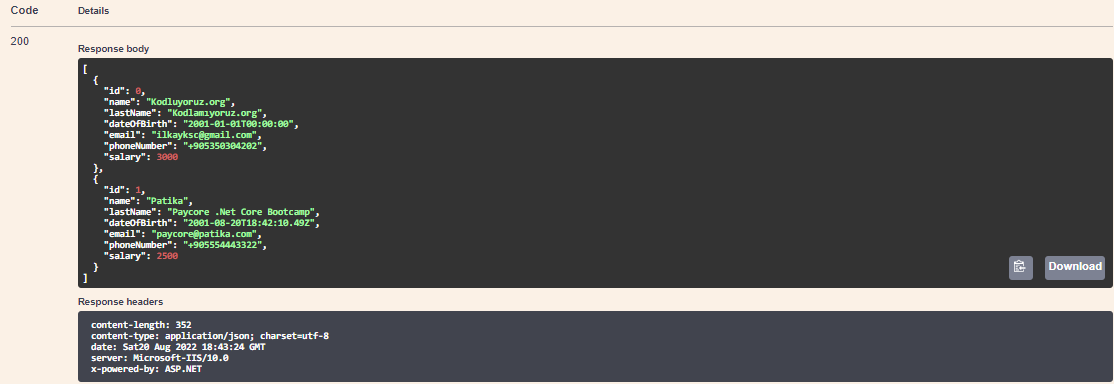 Code Details
200
Response body
[
  {
    "id": 0,
    "name": "Kodluyoruz.org",
    "lastName": "Kodlamıyoruz.org",
    "dateOfBirth": "2001-01-01T00:00:00",
    "email": "ilkayksc@gmail.com",
    "phoneNumber": "+905350304202",
    "salary": 3000
  },
  {
    "id": 1,
    "name": "Patika",
    "lastName": "Paycore .Net Core Bootcamp",
    "dateOfBirth": "2001-08-20T18:42:10.49Z",
    "email": "paycore@patika.com",
    "phoneNumber": "+905554443322",
    "salary": 2500
  }
]
Download
Response headers
content-length: 352
content-type: application/json; charset=utf-8
date: Sat20 Aug 2022 18:43:24 GMT
server: Microsoft-IIS/10.0
x-powered-by: ASP.NET